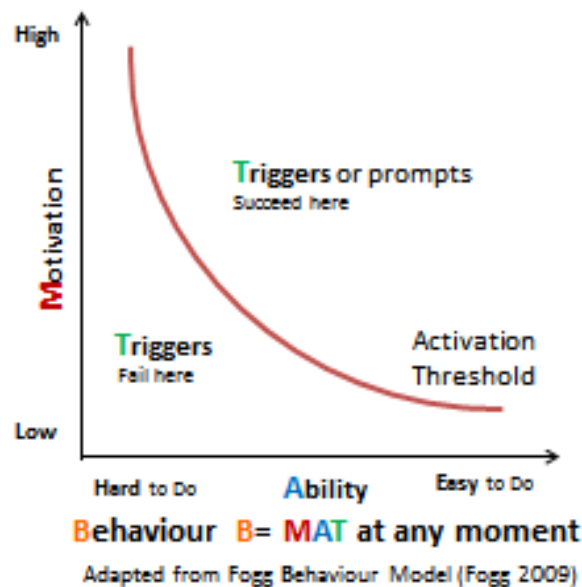 High
Motivation
Triggers or prompts
Succeed here
Triggers
Fail here
Activation
Threshold
Low
Hard to Do
Ability
Easy to Do
Behaviour B= MAT at any moment
Adapted from Fogg Behaviour Model (Fogg 2009)